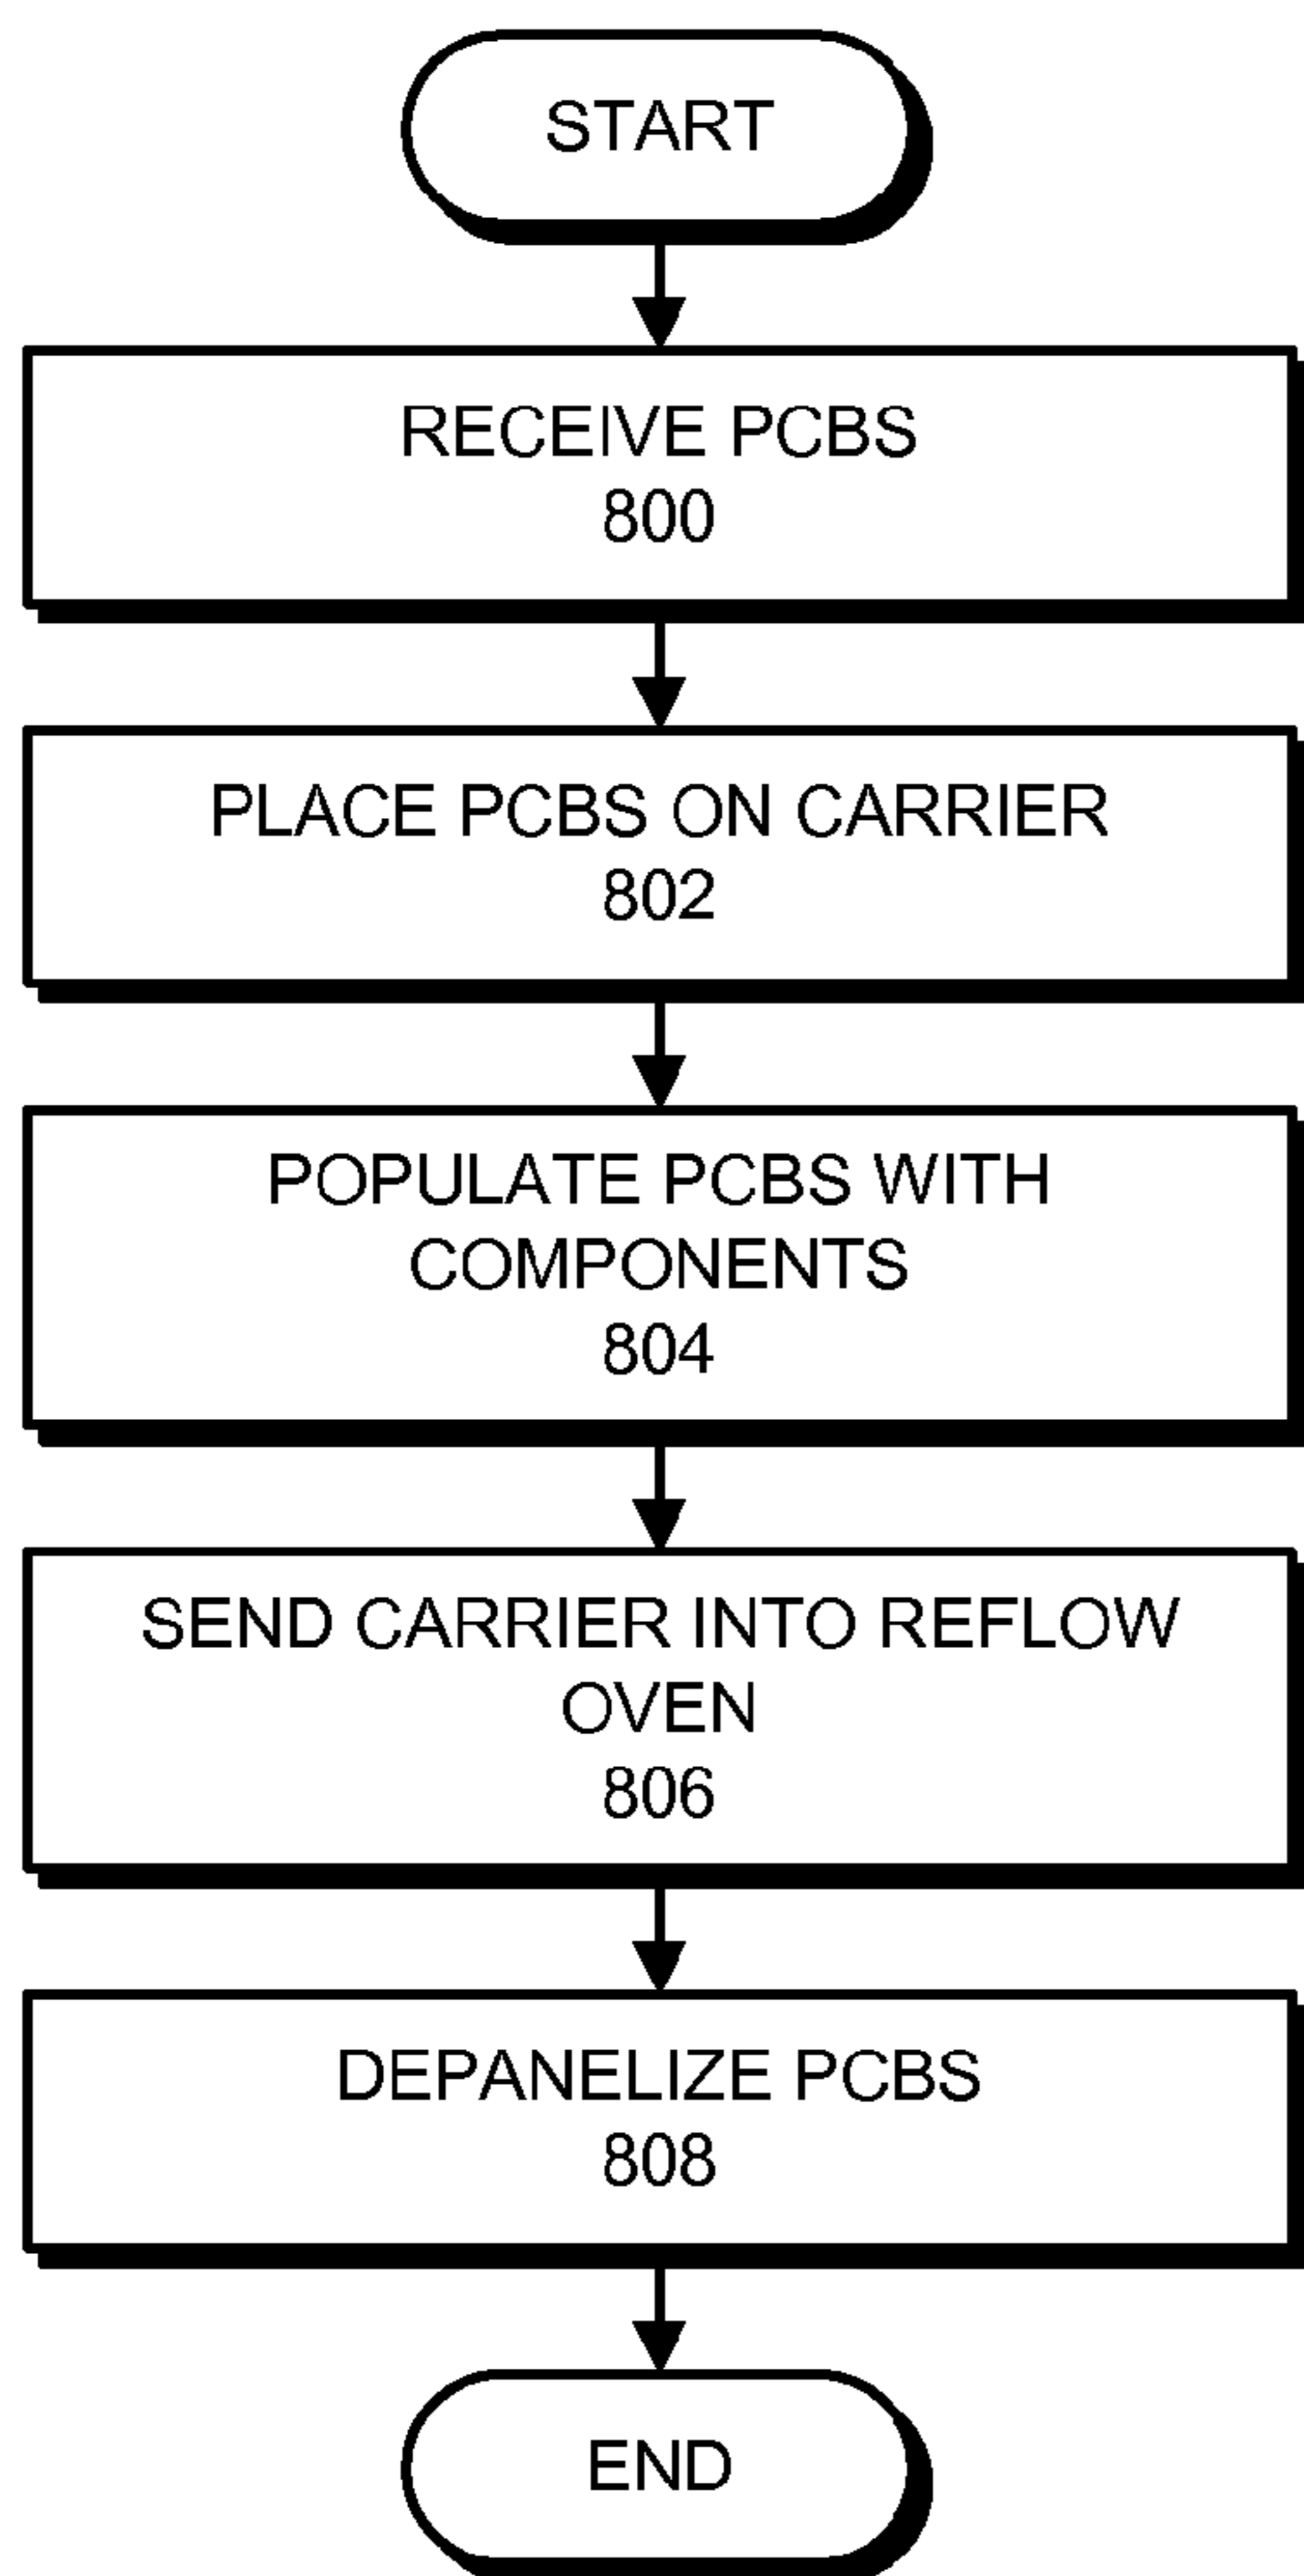 START
RECEIVE PCBS
800
PLACE PCBS ON CARRIER
802
POPULATE PCBS WITH
COMPONENTS
804
SEND CARRIER INTO REFLOW
OVEN
806
DEPANELIZE PCBS
808
END